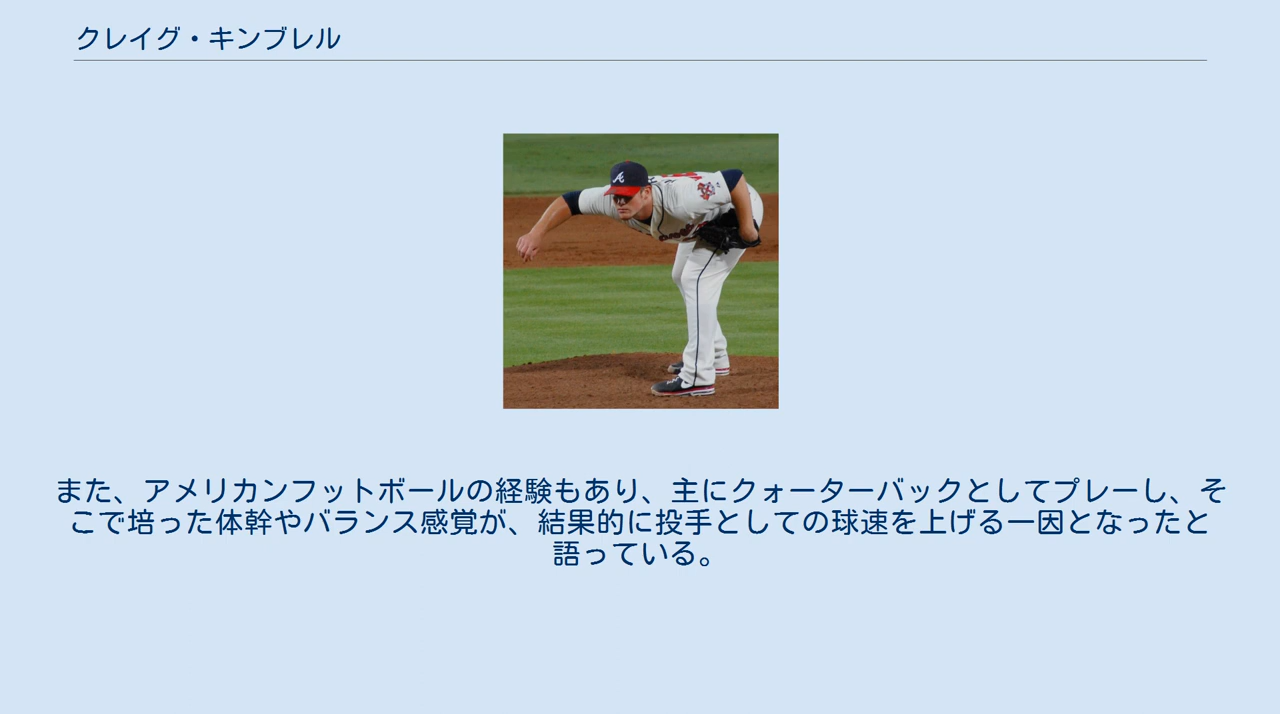 クレイグ・キンブレル
また、アメリカンフットボールの経験もあり、主にクォーターバックとしてプレーし、そ
こで培った体幹やバランス感覚が、結果的に投手としての球速を上げる一因となったと
語っている。